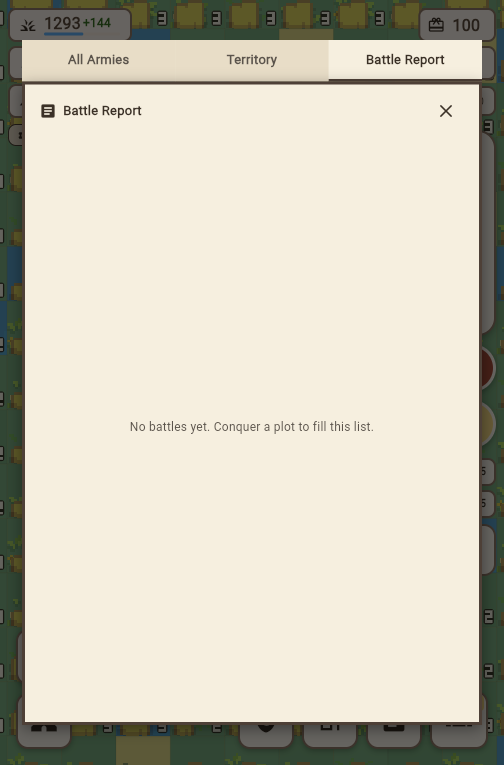 1293 +144
100
All Armies
Territory
Battle Report
Battle Report
No battles yet. Conquer a plot to fill this list.